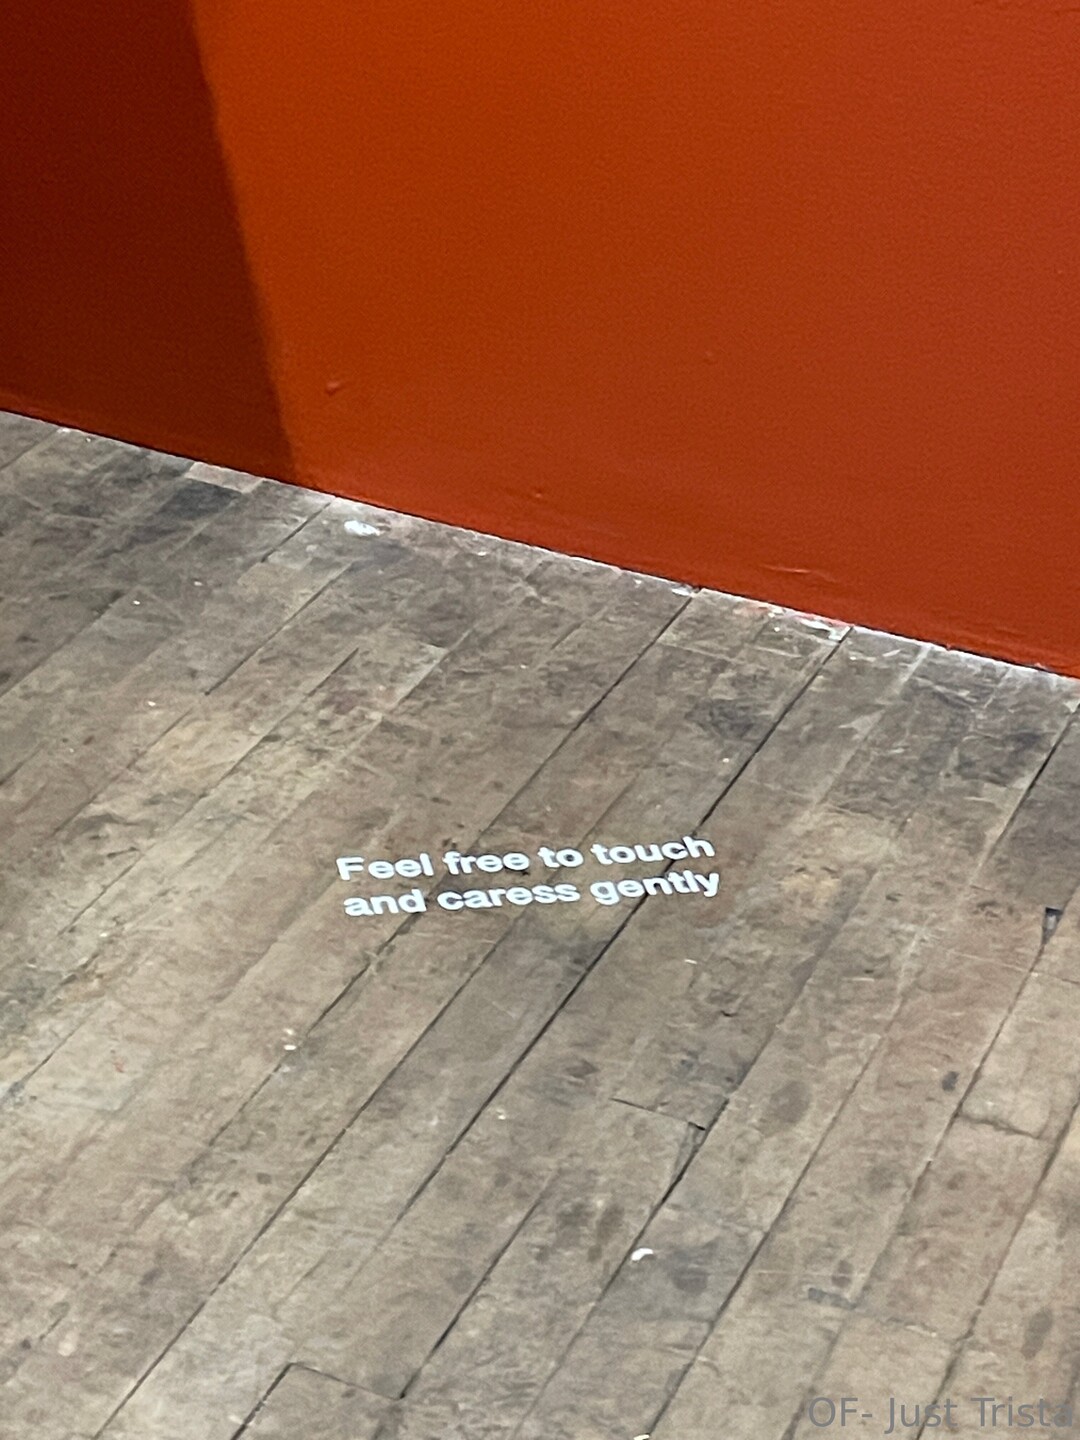 Feel free to touch
and caress gently
OF- Just Trista